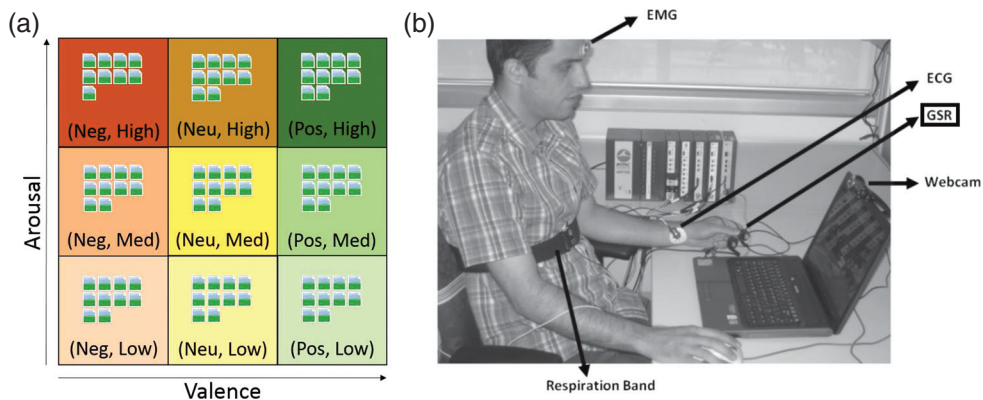 (a)
Arousal
(Neg, High)
(Neu, High)
(Pos, High)
(Neg, Med)
(Neu, Med)
(Pos, Med)
(Neg, Low)
(Neu, Low)
(Pos, Low)
Valence
(b)
EMG
ECG
GSR
Webcam
Respiration Band